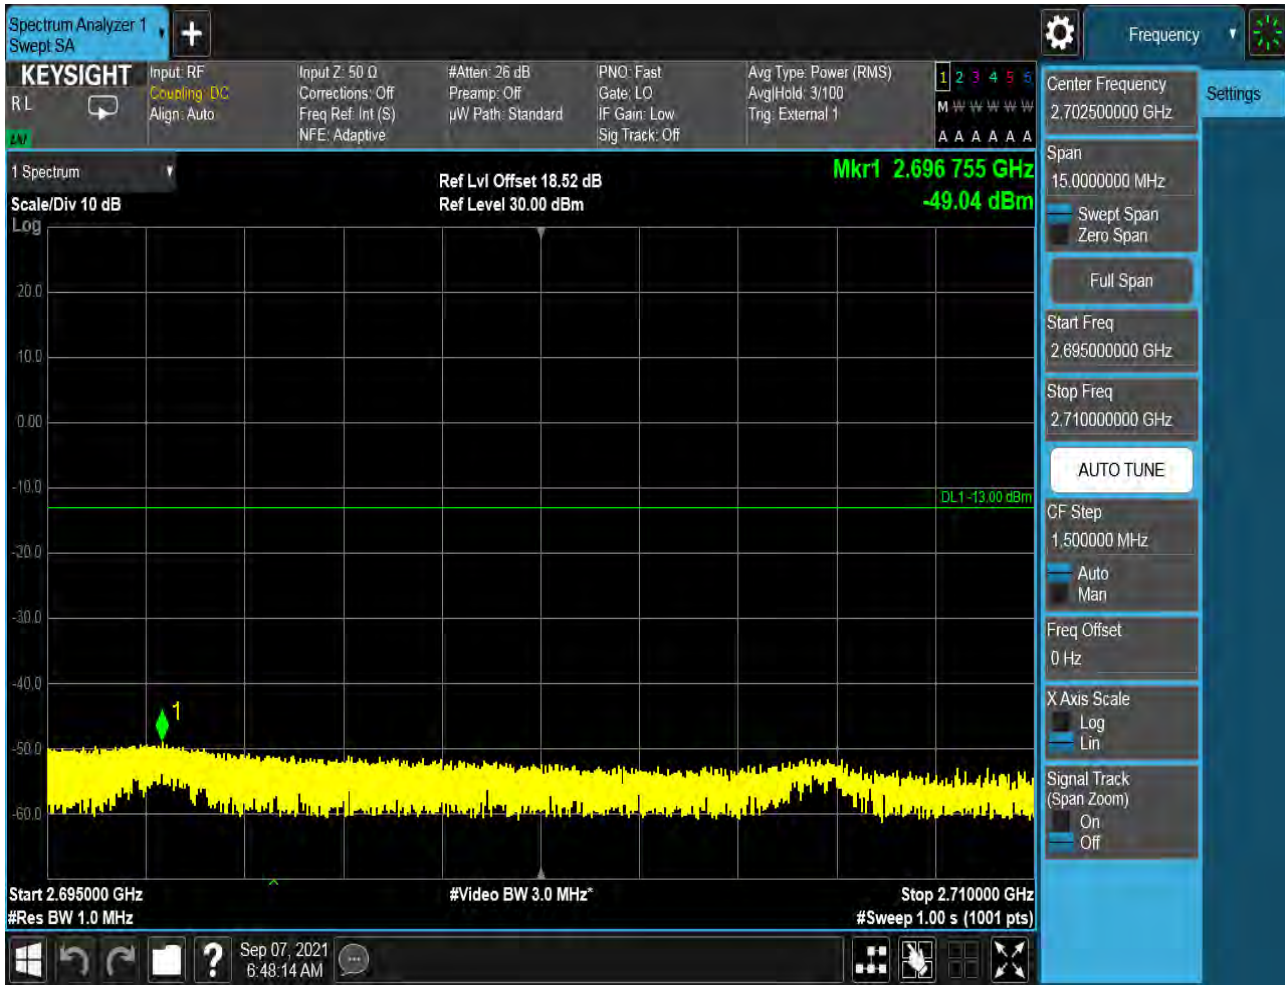 Spectrum Analyzer 1
Swept SA
Frequency
KEYSIGHT
R L
Input: RF
Coupling: DC
Align: Auto
Input Z: 50 Ω
Corrections: Off
Freq Ref: Int (S)
NFE: Adaptive
#Atten: 26 dB
Preamp: Off
µW Path: Standard
PNO: Fast
Gate: LO
IF Gain: Low
Sig Track: Off
Avg Type: Power (RMS)
Avg|Hold: 3/100
Trig: External 1
1 2 3 4 5 6
M W W W W W
A A A A A A
1 Spectrum
Scale/Div 10 dB
Log
Ref Lvl Offset 18.52 dB
Ref Level 30.00 dBm
Mkr1 2.696 755 GHz
-49.04 dBm
20.0
10.0
0.00
-10.0
DL1 -13.00 dBm
-20.0
-30.0
-40.0
1
-50.0
-60.0
Start 2.695000 GHz
#Res BW 1.0 MHz
#Video BW 3.0 MHz*
Stop 2.710000 GHz
#Sweep 1.00 s (1001 pts)
Sep 07, 2021
6:48:14 AM
?
Center Frequency
2.702500000 GHz
Settings
Span
15.0000000 MHz
Swept Span
Zero Span
Full Span
Start Freq
2.695000000 GHz
Stop Freq
2.710000000 GHz
AUTO TUNE
CF Step
1.500000 MHz
Auto
Man
Freq Offset
0 Hz
X Axis Scale
Log
Lin
Signal Track
(Span Zoom)
On
Off